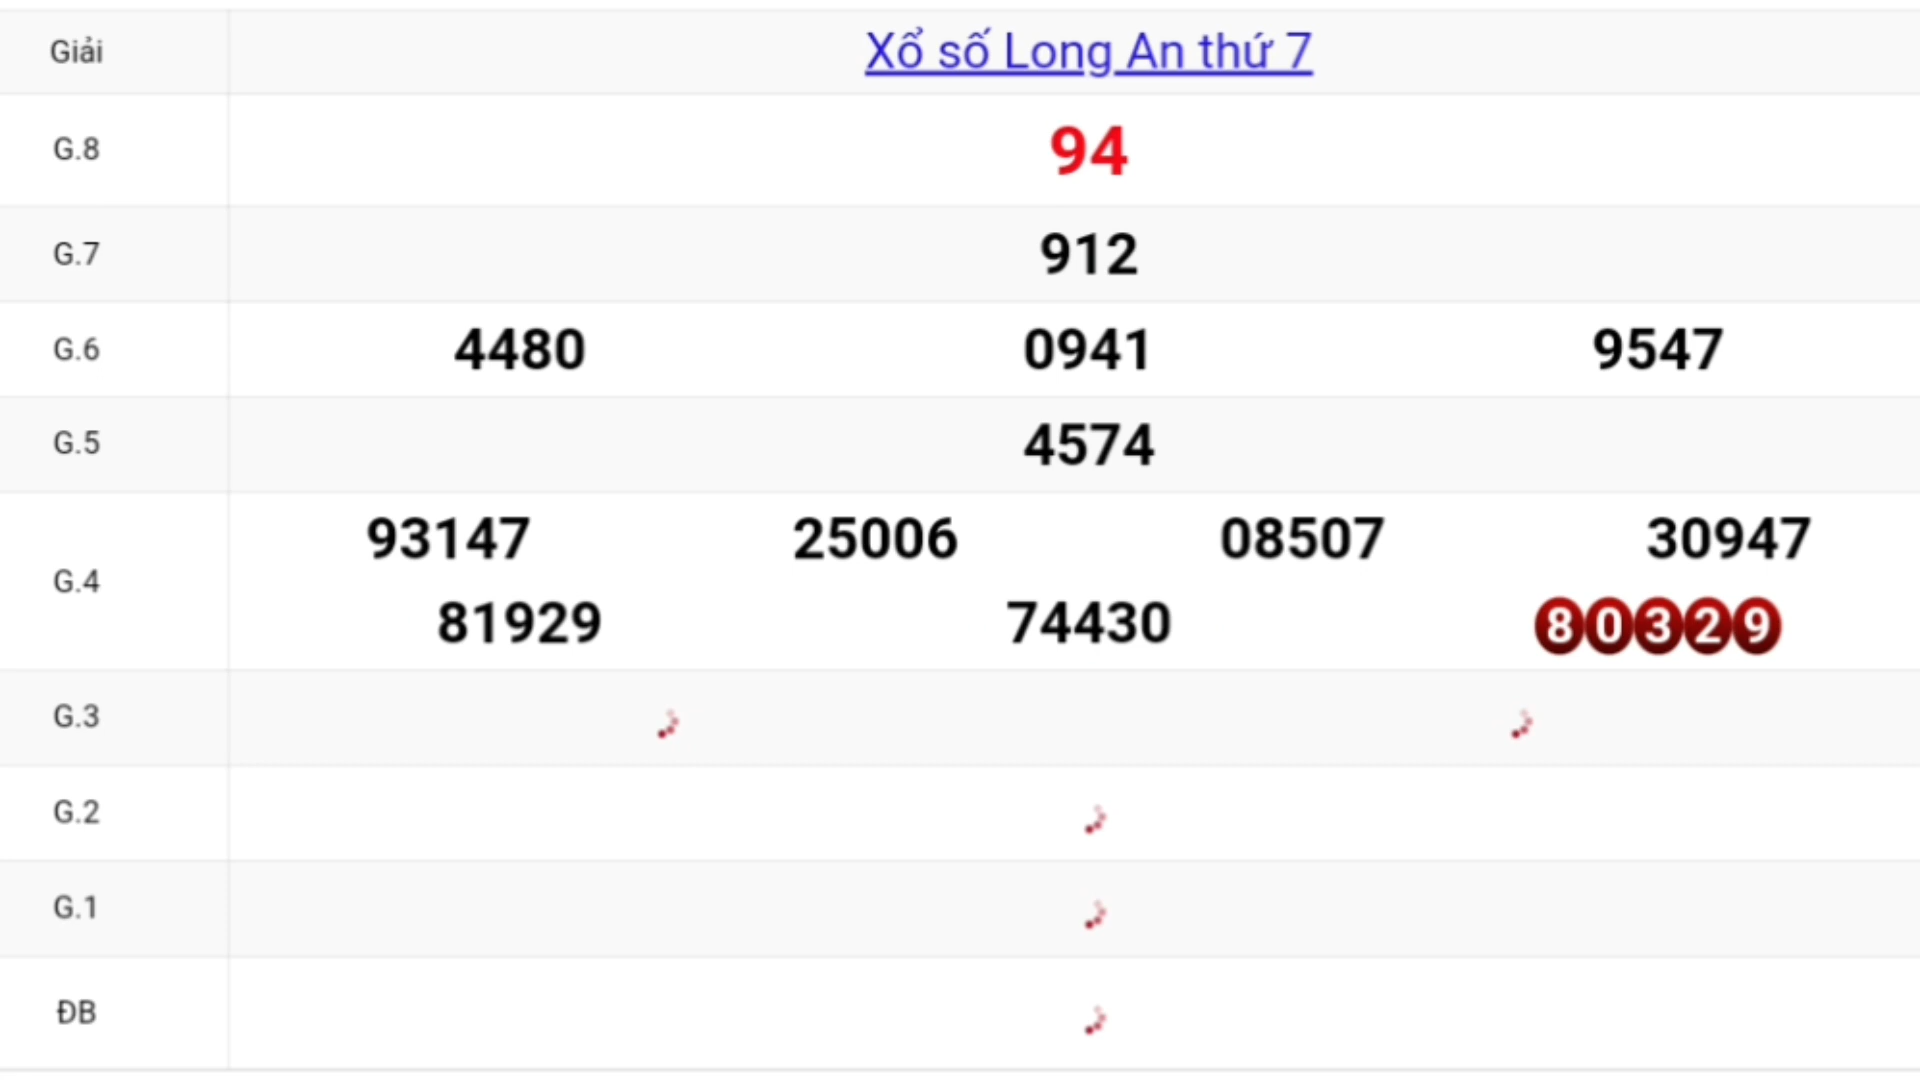 Giải Xổ số Long An thứ 7
G.8 94
G.7 912
G.6 4480 0941 9547
G.5 4574
G.4 93147 25006 08507 30947
81929 74430 80329
G.3
G.2
G.1
ĐB